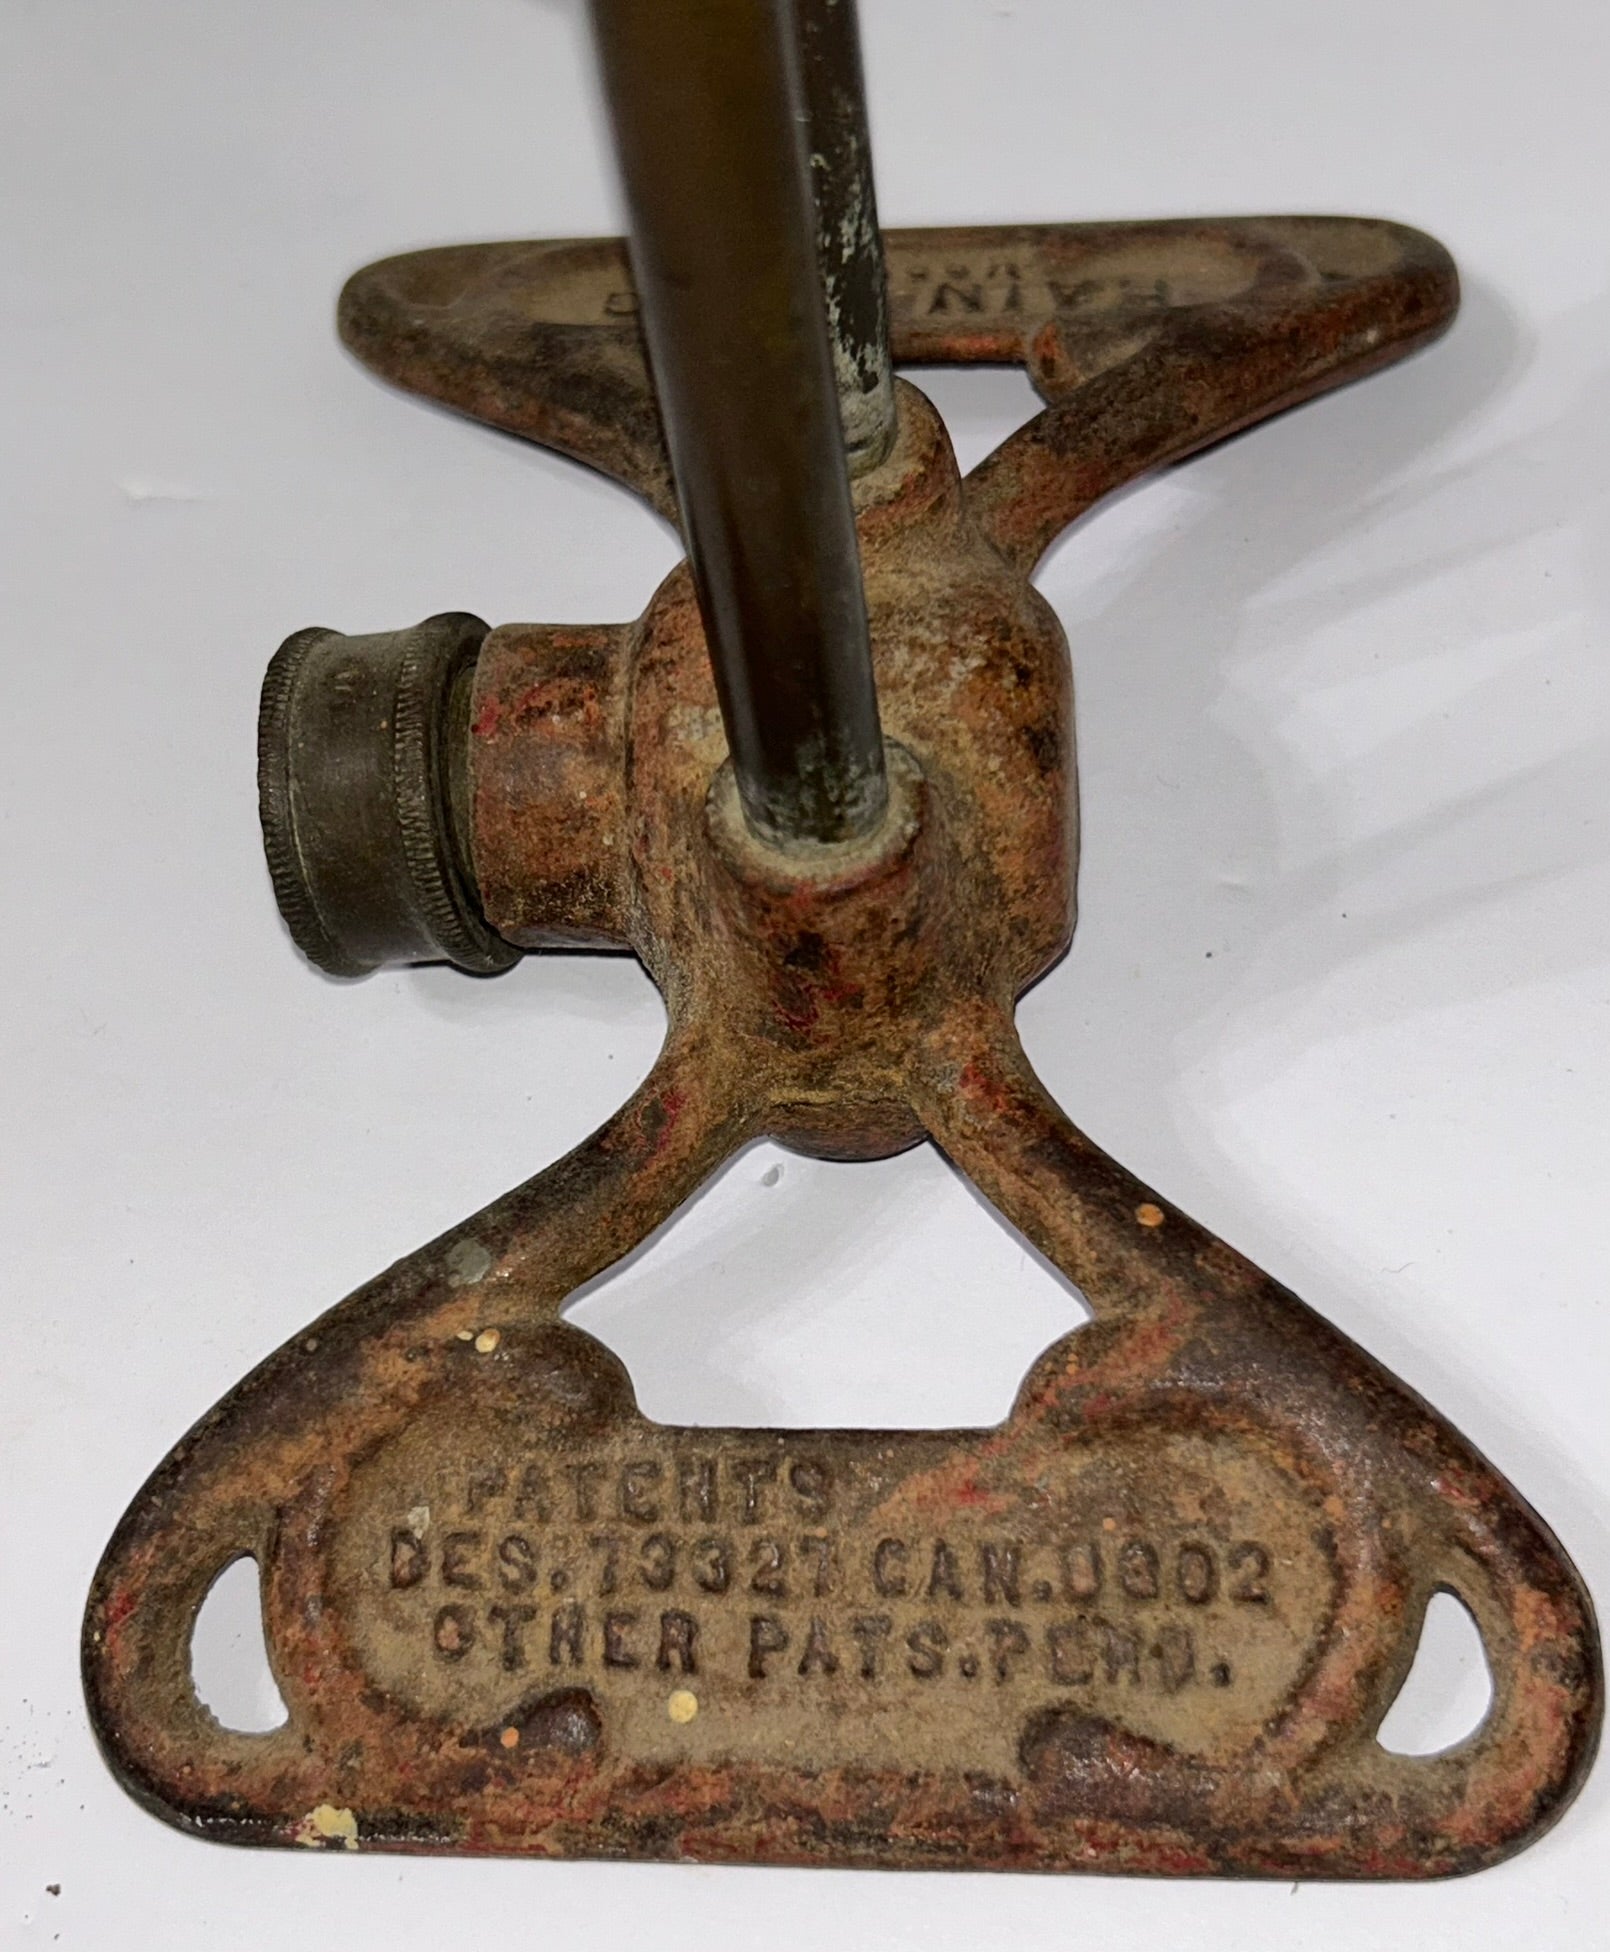 PATENTS
DES.73327 CAN.0302
OTHER PATS.PEND.